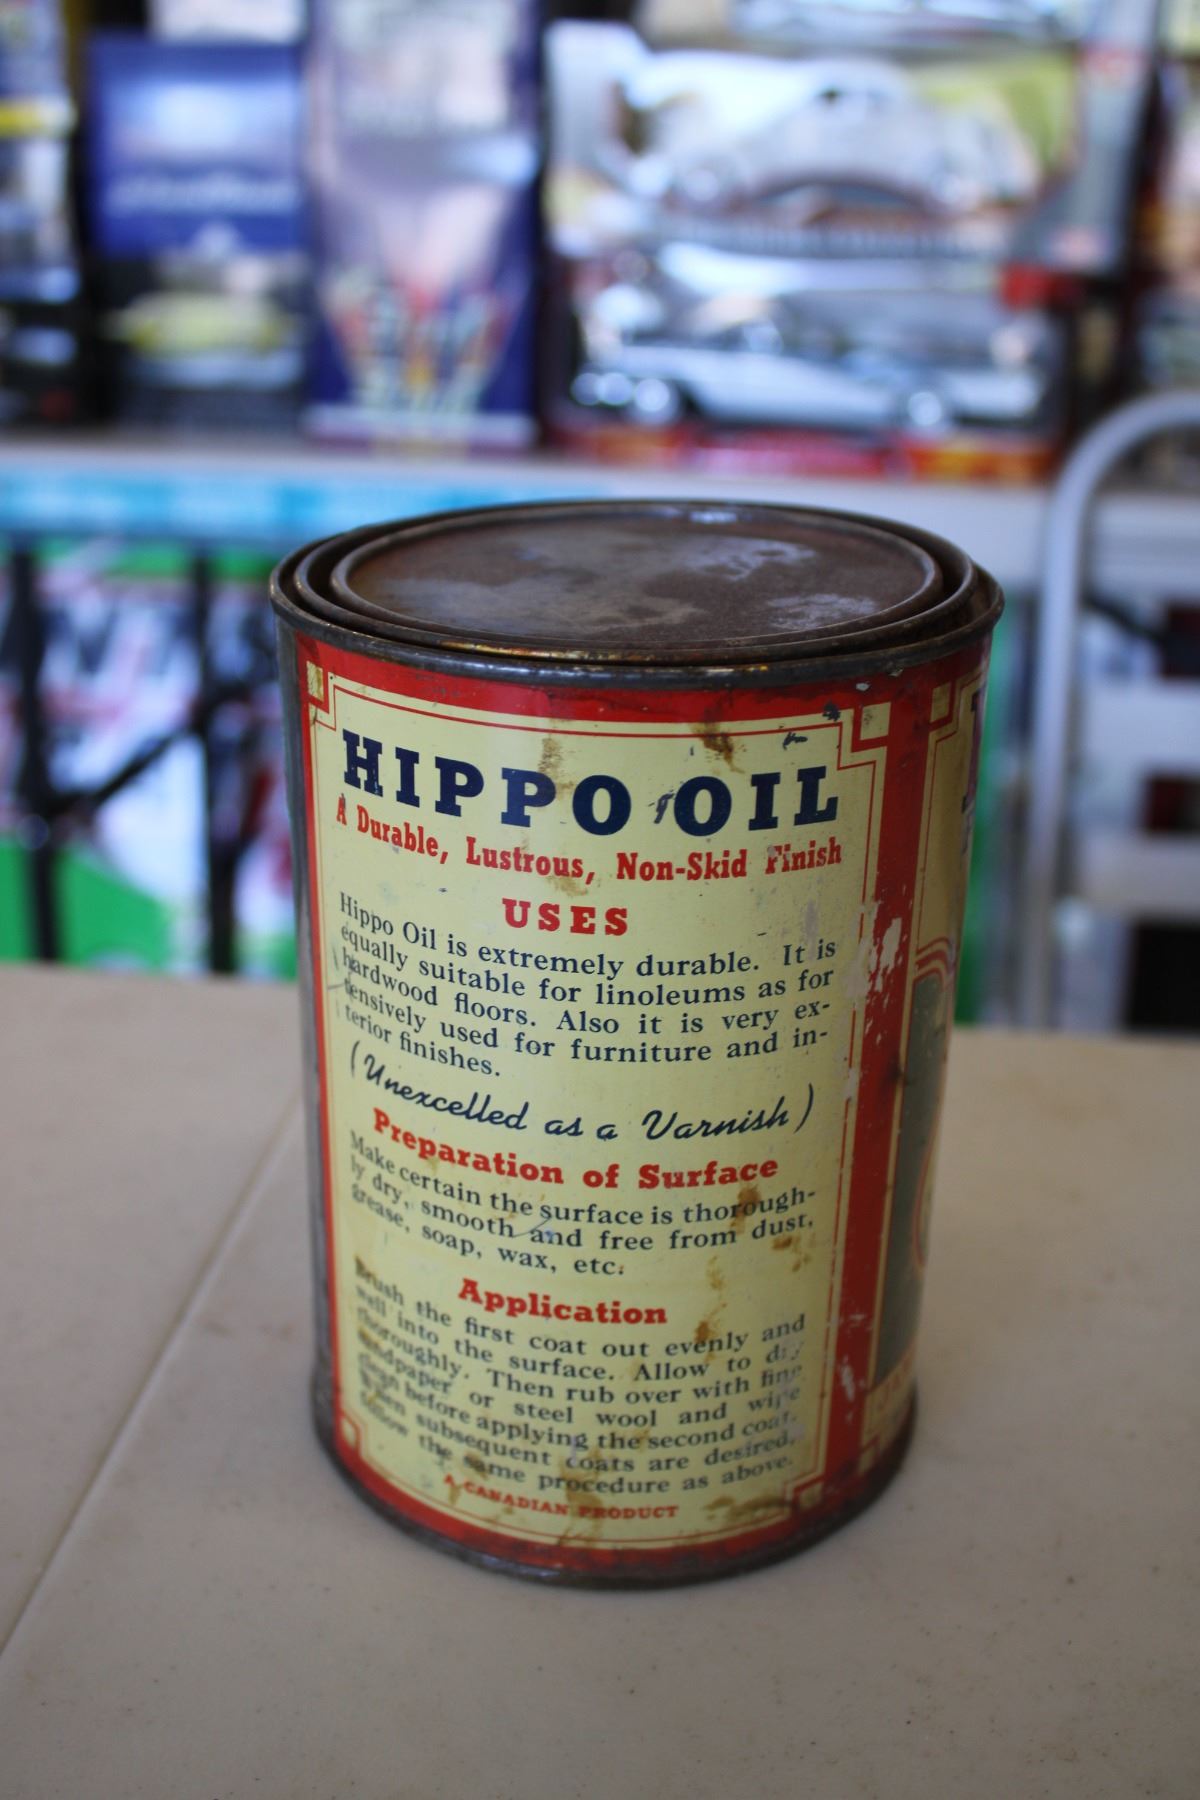 HIPPO OIL
A Durable, Lustrous, Non-Skid Finish
USES
Hippo Oil is extremely durable. It is
equally suitable for linoleums as for
hardwood floors. Also it is very ex-
tensively used for furniture and in-
terior finishes.
(Unexcelled as a Varnish)
Preparation of Surface
Make certain the surface is thorough-
ly dry, smooth and free from dust,
grease, soap, wax, etc.
Application
Brush the first coat out evenly and
well into the surface. Allow to dry
thoroughly. Then rub over with fine
sandpaper or steel wool and wipe
clean before applying the second coat.
When subsequent coats are desired,
follow the same procedure as above.
A CANADIAN PRODUCT